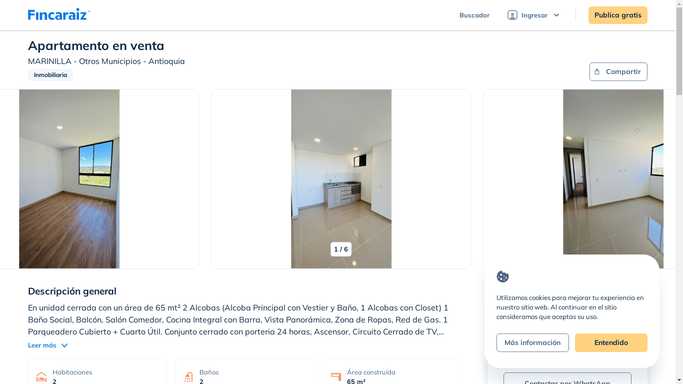 Fincaraiz
Buscador
Ingresar
Publica gratis
Apartamento en venta
MARINILLA - Otros Municipios - Antioquia
Inmobiliaria
Compartir
1 / 6
Descripción general
En unidad cerrada con un área de 65 mt² 2 Alcobas (Alcoba Principal con Vestier y Baño, 1 Alcobas con Closet) 1
Baño Social, Balcón, Salón Comedor, Cocina Integral con Barra, Vista Panorámica, Zona de Ropas, Red de Gas. 1
Parqueadero Cubierto + Cuarto Útil. Conjunto cerrado con porteria 24 horas, Ascensor, Circuito Cerrado de TV,...
Leer más
Habitaciones
2
Baños
2
Área construida
65 m²
Utilizamos cookies para mejorar tu experiencia en
nuestro sitio web. Al continuar en el sitio
consideramos que aceptas su uso.
Más información
Entendido
Contactar por WhatsApp